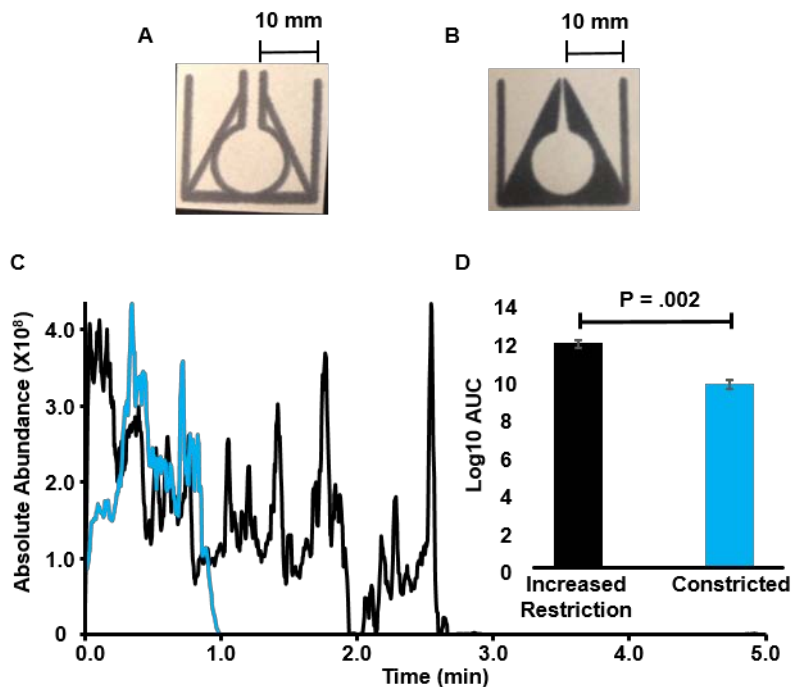 10 mm
10 mm
A
B
C
D
P = .002
14
12
10
8
6
4
2
0
Log10 AUC
Increased
Restriction
Constricted
4.0
3.0
2.0
1.0
0
Absolute Abundance (X10⁸)
0.0
1.0
2.0
3.0
4.0
5.0
Time (min)